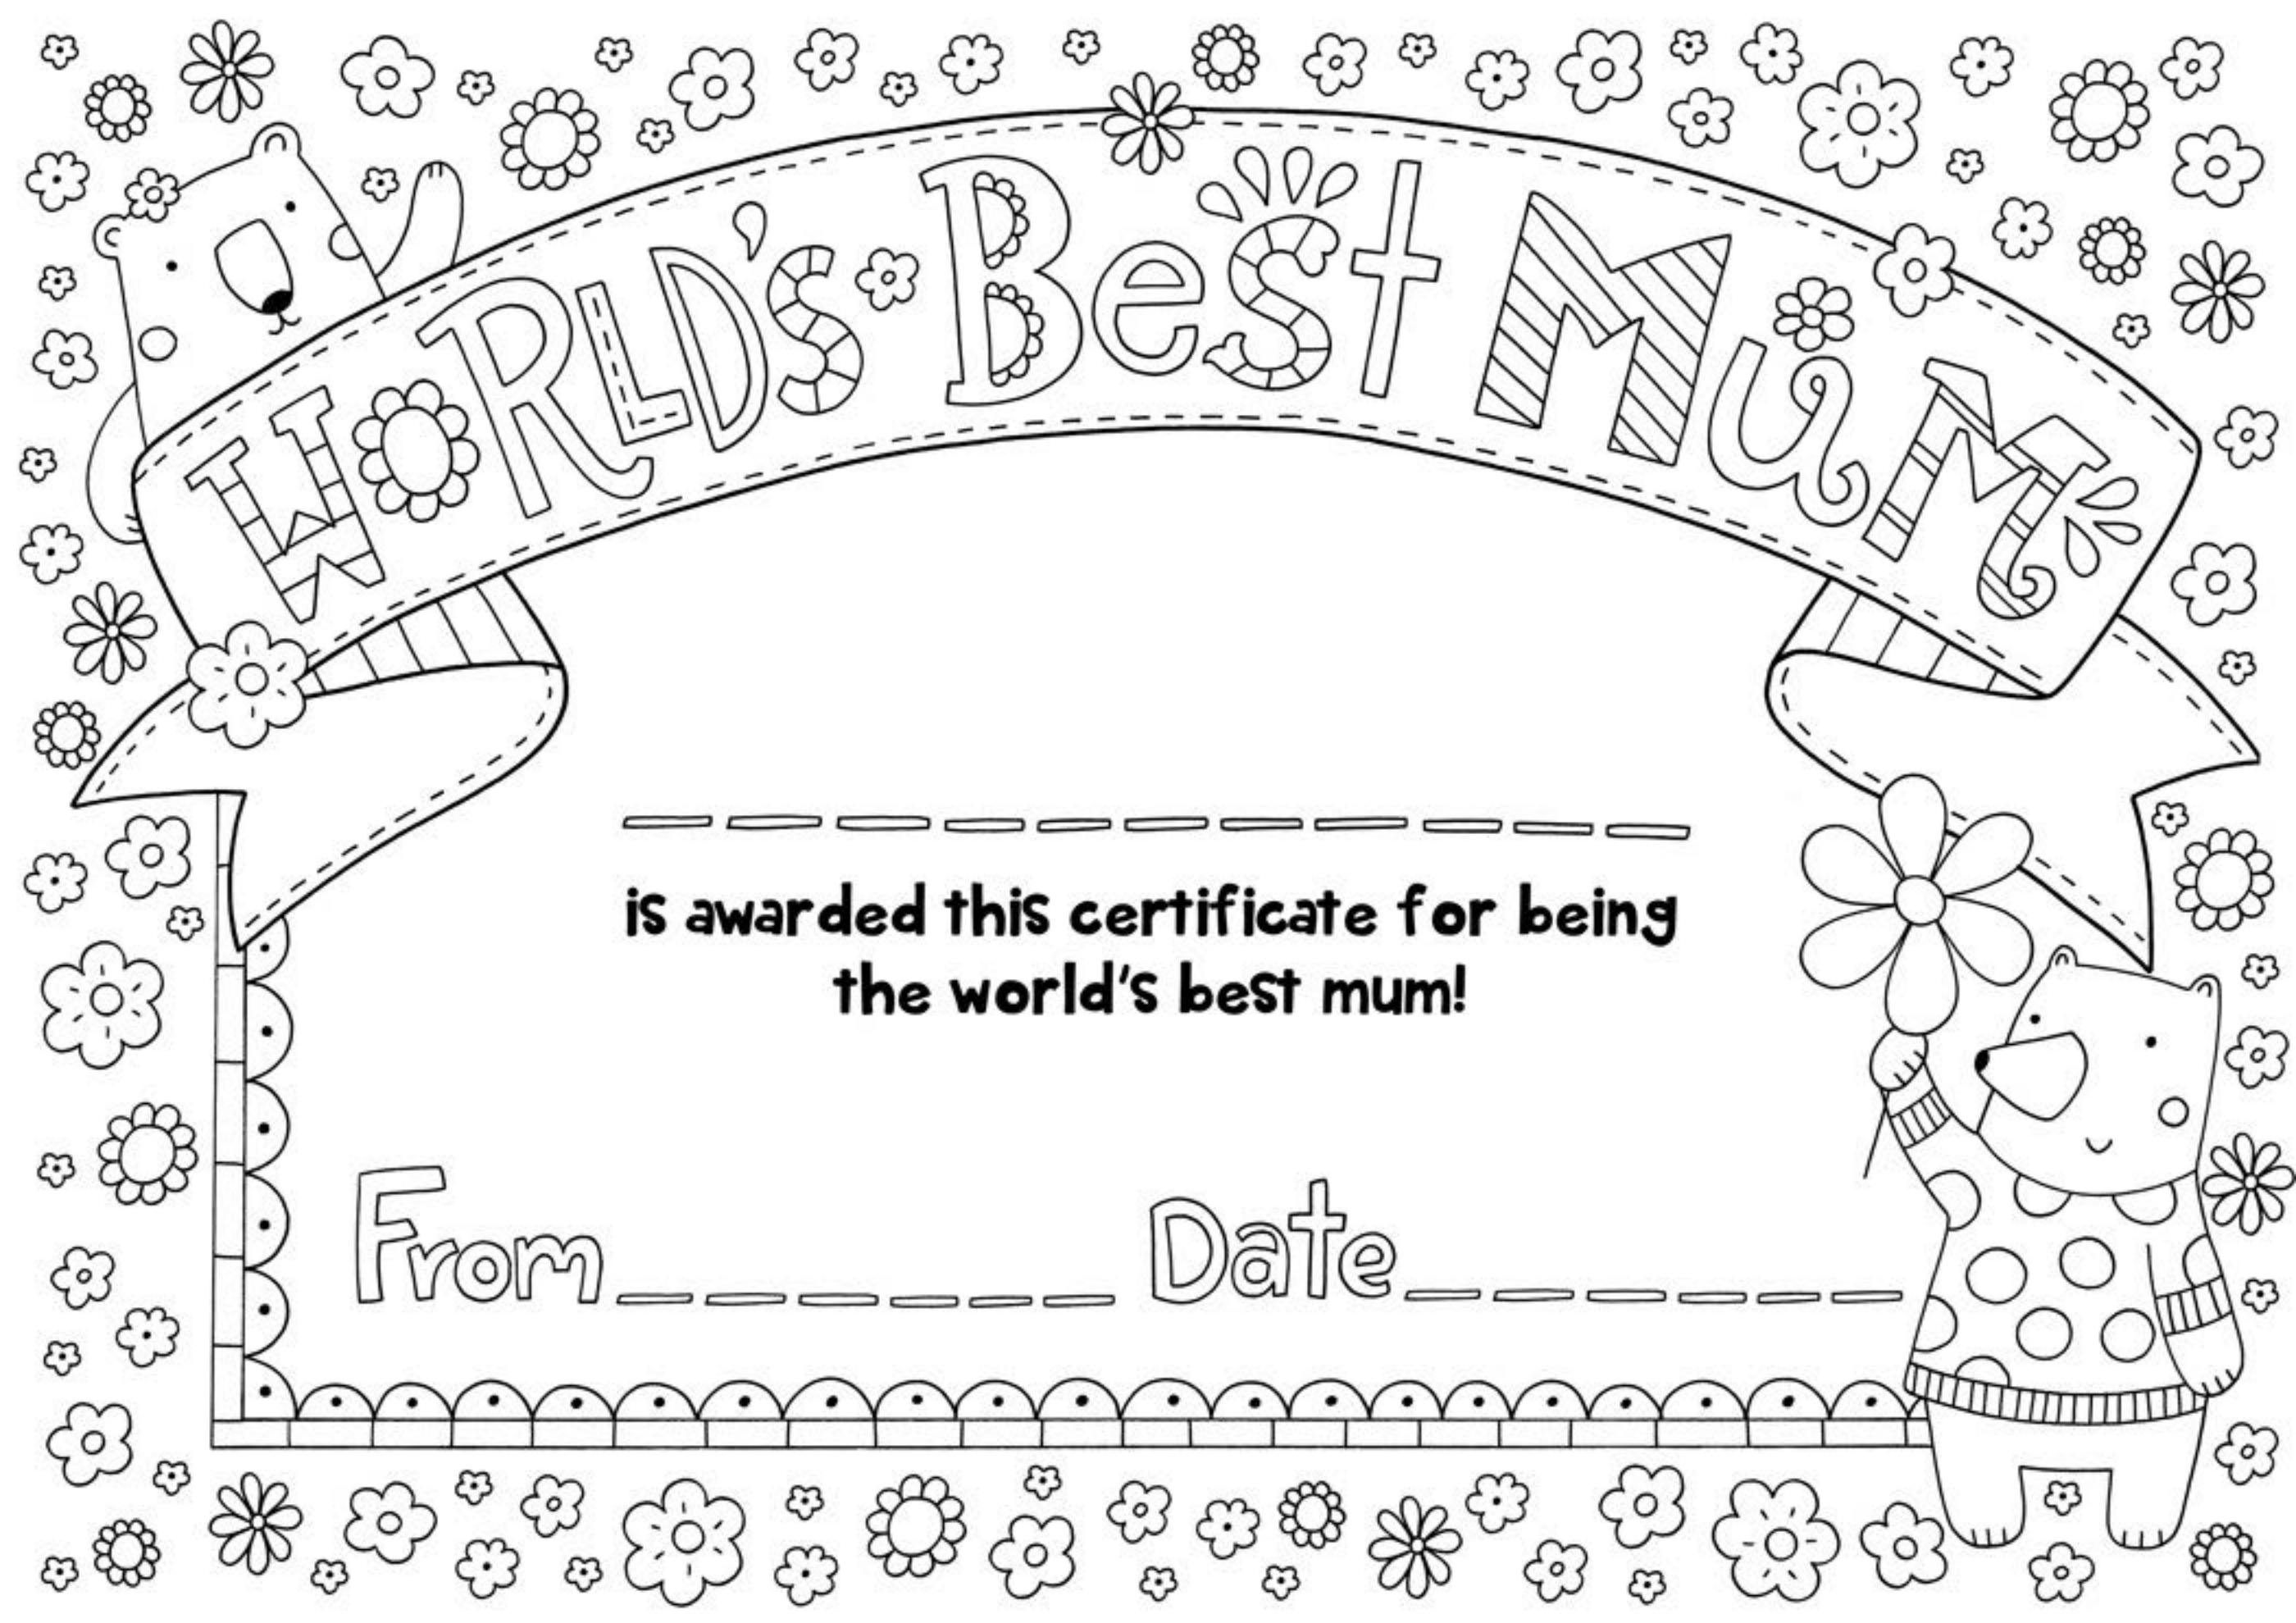 WORLD'S BeST MuM
is awarded this certificate for being
the world's best mum!
From Date